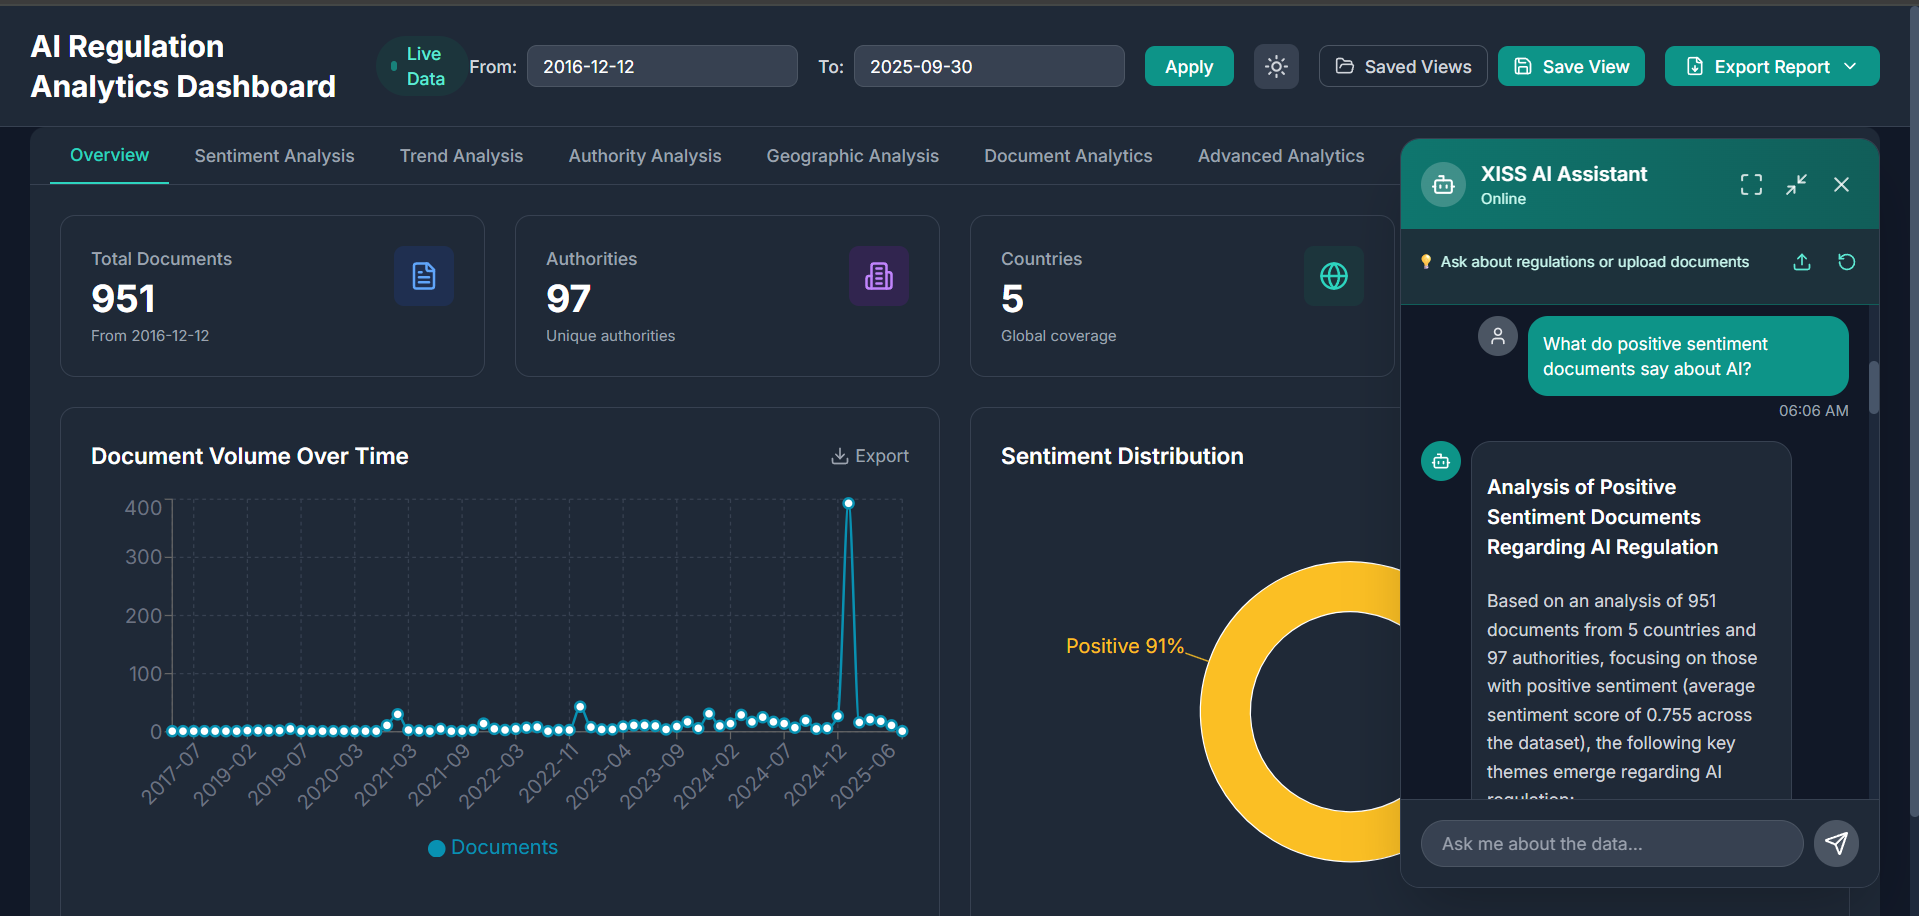 AI Regulation
Analytics Dashboard
Live
Data
From:
2016-12-12
To:
2025-09-30
Apply
Saved Views
Save View
Export Report
Overview
Sentiment Analysis
Trend Analysis
Authority Analysis
Geographic Analysis
Document Analytics
Advanced Analytics
Total Documents
951
From 2016-12-12
Authorities
97
Unique authorities
Countries
5
Global coverage
Document Volume Over Time
Export
400
300
200
100
0
2017-07
2019-02
2019-07
2020-03
2021-03
2021-09
2022-03
2022-11
2023-04
2023-09
2024-02
2024-07
2024-12
2025-06
Documents
Sentiment Distribution
Positive 91%
XISS AI Assistant
Online
Ask about regulations or upload documents
What do positive sentiment
documents say about AI?
06:06 AM
Analysis of Positive
Sentiment Documents
Regarding AI Regulation
Based on an analysis of 951
documents from 5 countries and
97 authorities, focusing on those
with positive sentiment (average
sentiment score of 0.755 across
the dataset), the following key
themes emerge regarding AI
regulation:
Ask me about the data...